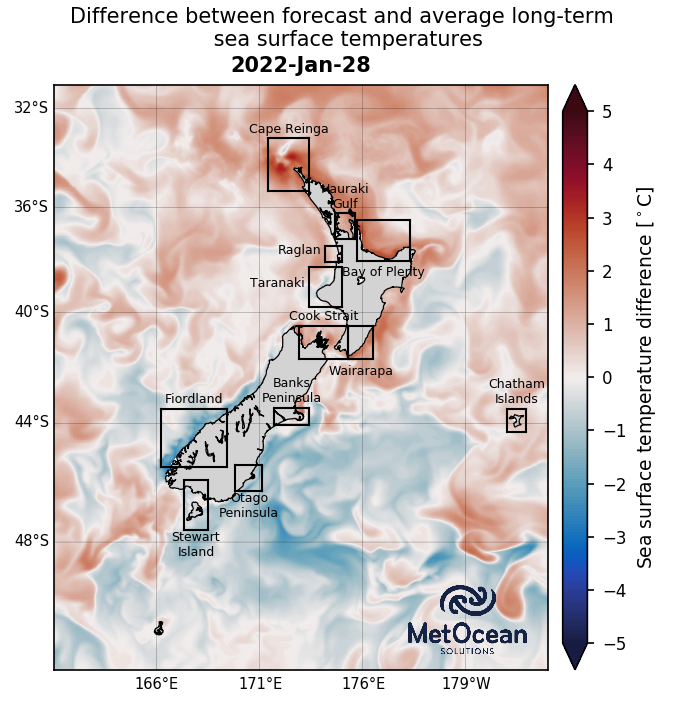 Difference between forecast and average long-term
sea surface temperatures
2022-Jan-28
32°S
36°S
40°S
44°S
48°S
Cape Reinga
Hauraki
Gulf
Raglan
Bay of Plenty
Taranaki
Cook Strait
Wairarapa
Banks
Peninsula
Fiordland
Chatham
Islands
Otago
Peninsula
Stewart
Island
MetOcean
SOLUTIONS
166°E
171°E
176°E
179°W
5
4
3
2
1
0
−1
−2
−3
−4
−5
Sea surface temperature difference [°C]